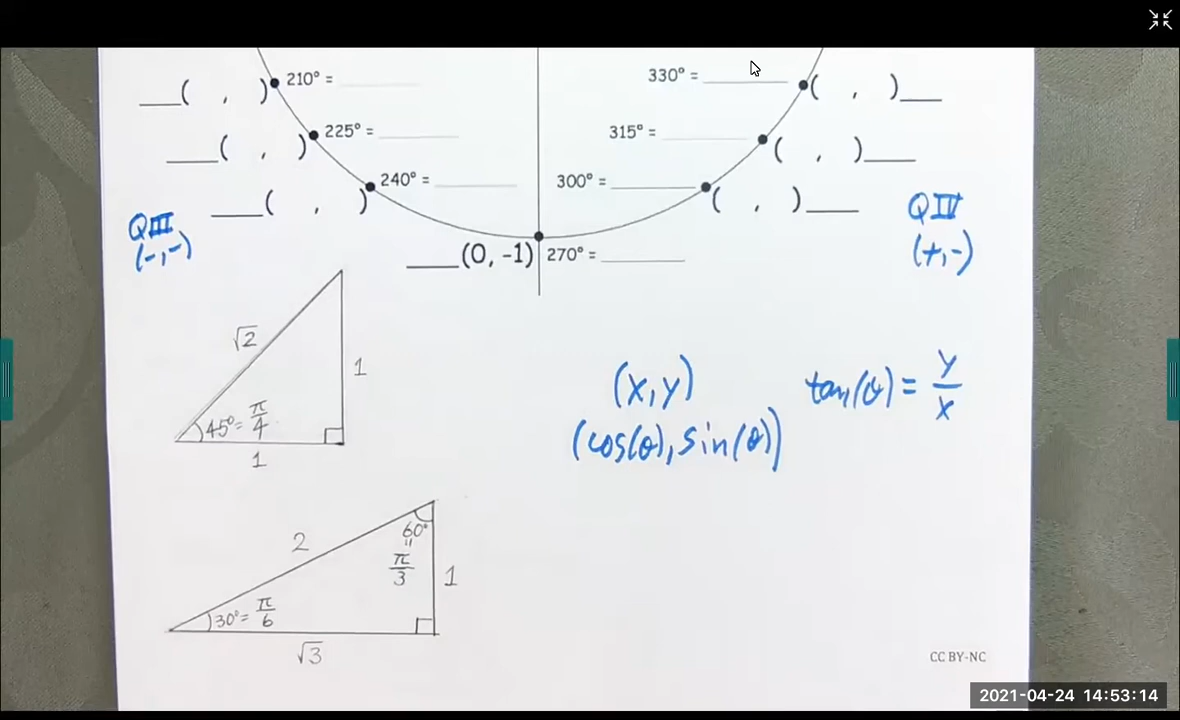 ___( , ) 210° = ______
330° = ______ ( , )___
___( , ) 225° = ______
315° = ______ ( , )___
___( , ) 240° = ______
300° = ______ ( , )___
QIII
(-,-)
QIV
(+,-)
___(0, -1) 270° = ______
√2
1
45°= π/4
1
(x,y)
(cos(θ), sin(θ))
tan(θ) = y/x
2
60°
=
π/3
1
30°= π/6
√3
CC BY-NC
2021-04-24 14:53:14